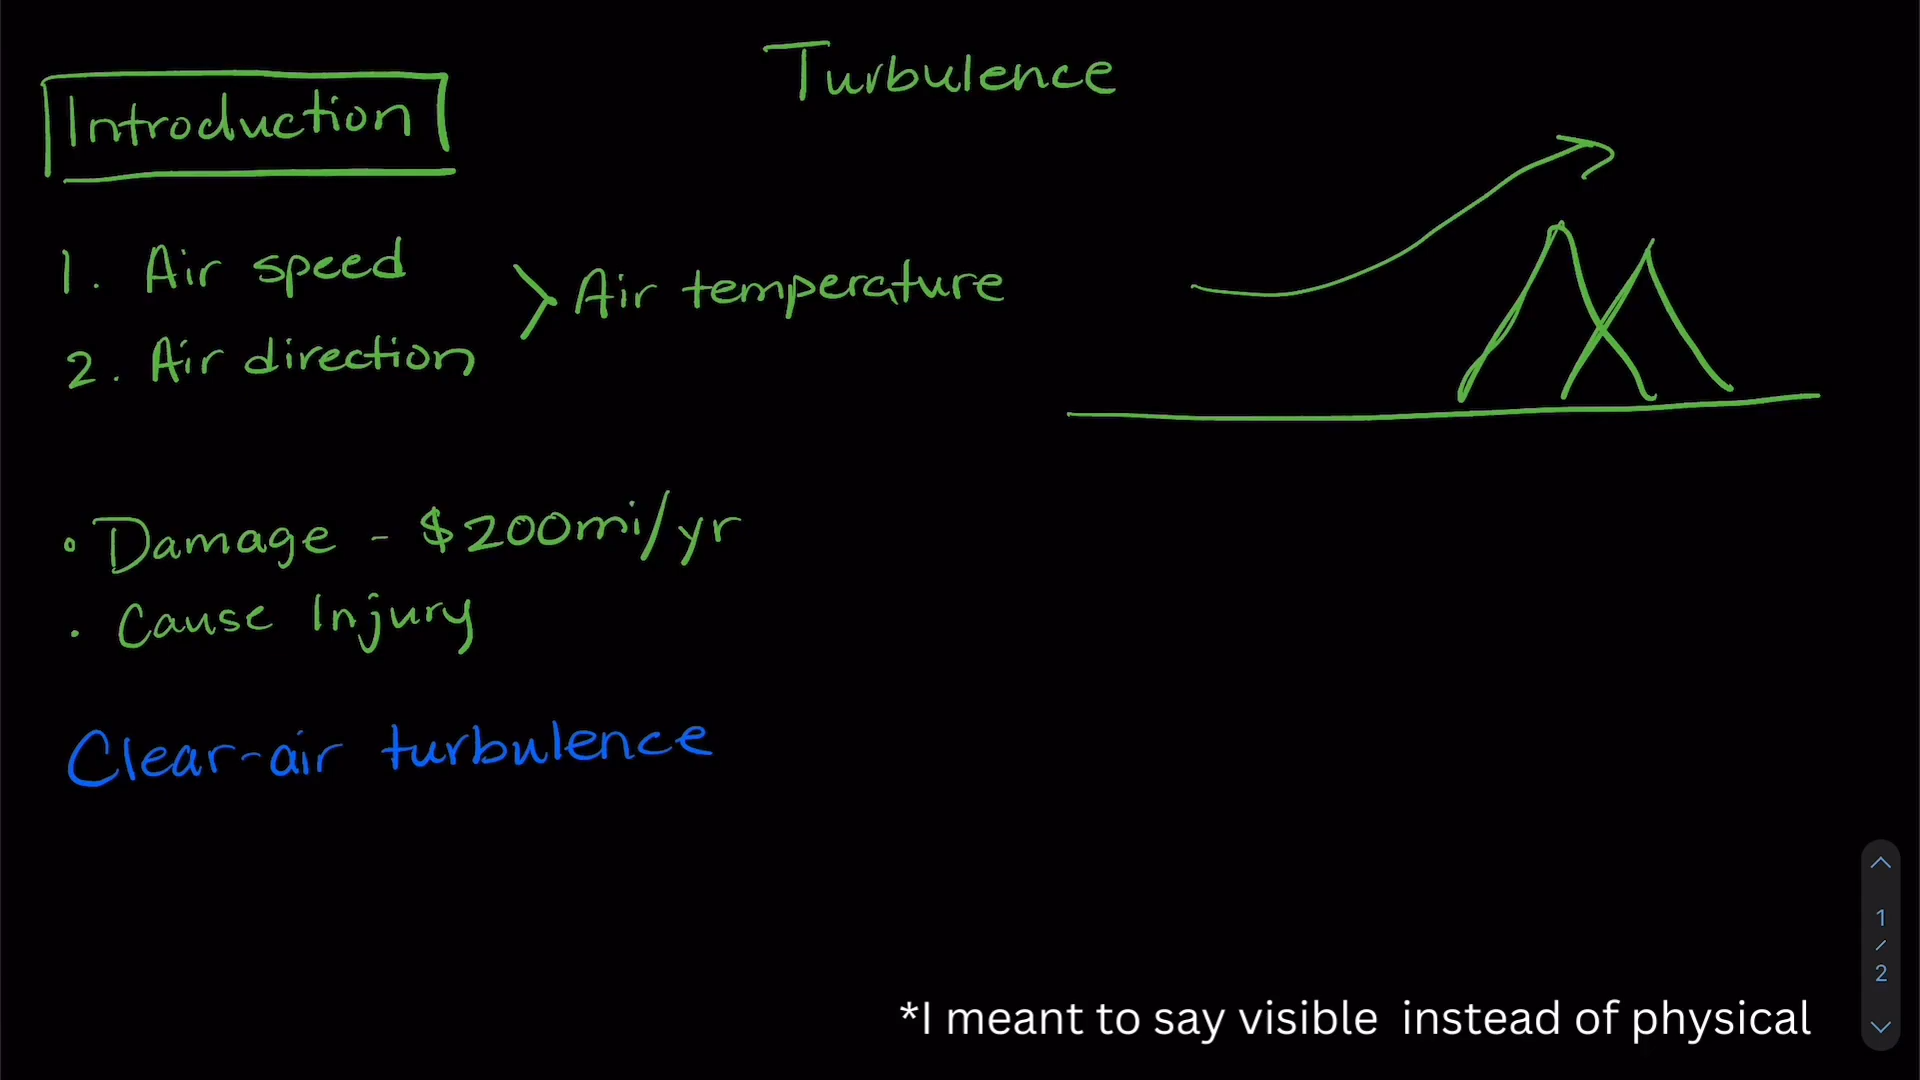 Turbulence
Introduction
1. Air speed
2. Air direction
> Air temperature
• Damage - $200mi/yr
• Cause Injury
Clear-air turbulence
1
/
2
*I meant to say visible instead of physical